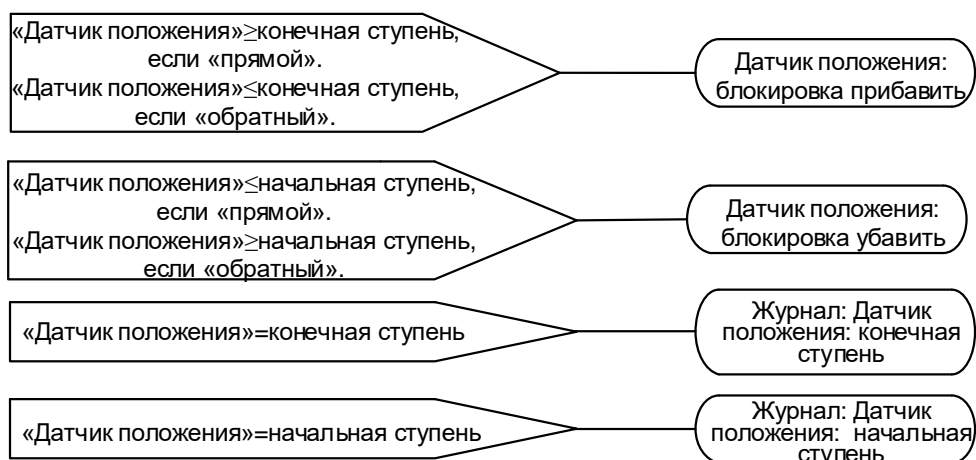 «Датчик положения»≥конечная ступень,
если «прямой».
«Датчик положения»≤конечная ступень,
если «обратный».
Датчик положения:
блокировка прибавить
«Датчик положения»≤начальная ступень,
если «прямой».
«Датчик положения»≥начальная ступень,
если «обратный».
Датчик положения:
блокировка убавить
«Датчик положения»=конечная ступень
Журнал: Датчик
положения: конечная
ступень
«Датчик положения»=начальная ступень
Журнал: Датчик
положения: начальная
ступень